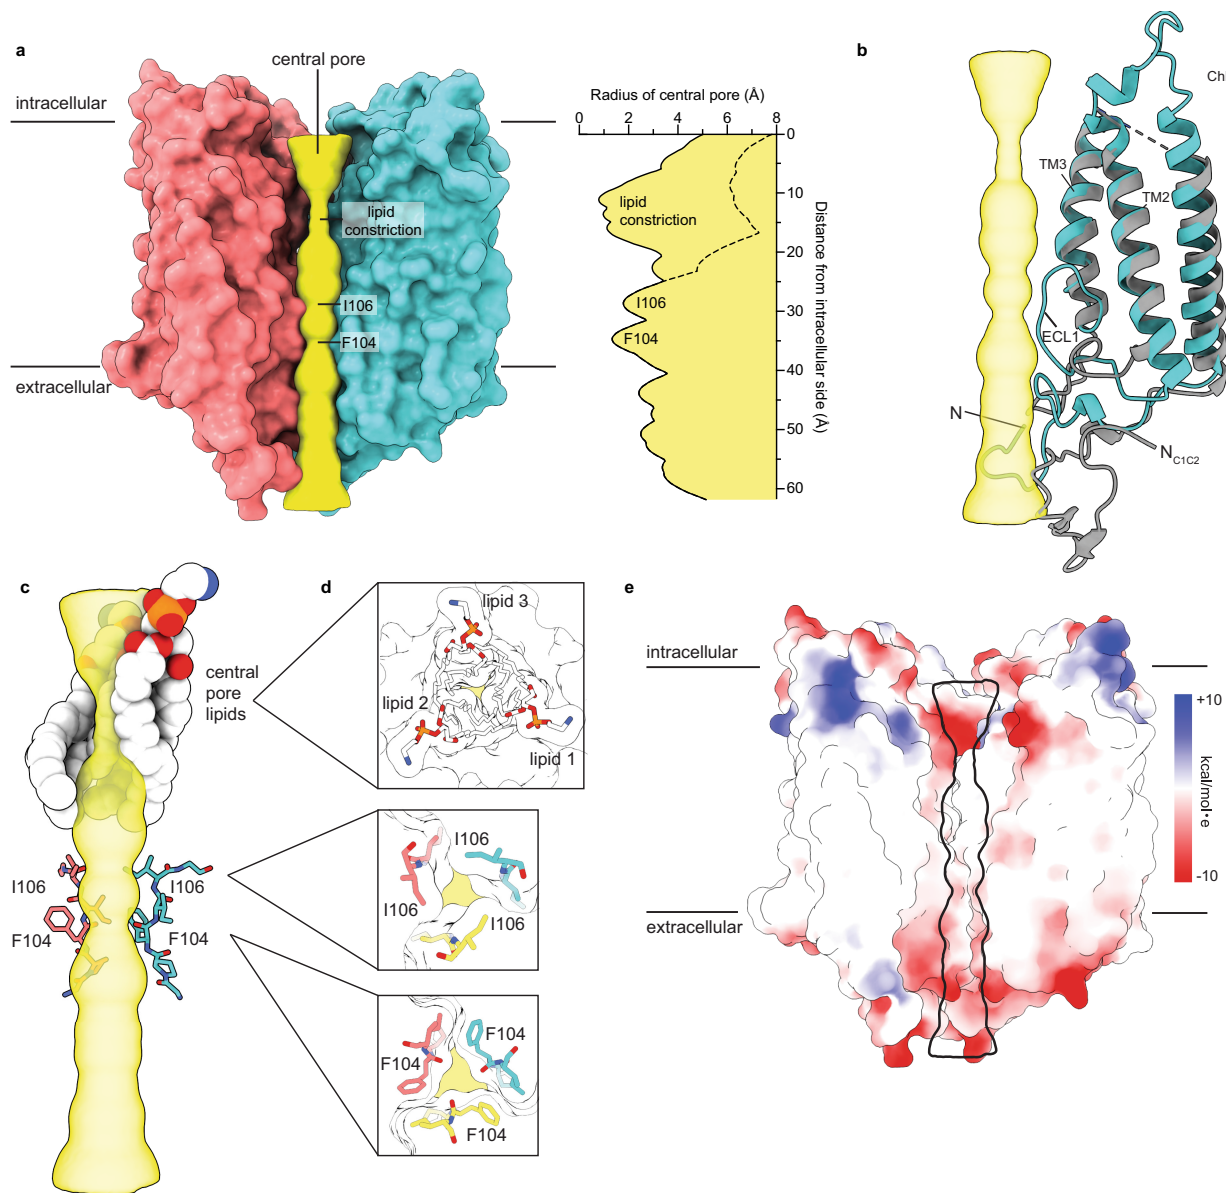 a
central pore
intracellular
lipid
constriction
I106
F104
extracellular
Radius of central pore (Å)
0 2 4 6 8
0
10
20
30
40
50
60
Distance from intracellular side (Å)
lipid
constriction
I106
F104
b
Chl
TM3
TM2
ECL1
N
NC1C2
c
central
pore
lipids
I106
I106
F104
F104
d
lipid 3
lipid 2
lipid 1
I106
I106
I106
F104
F104
F104
e
intracellular
extracellular
+10
kcal/mol•e
-10